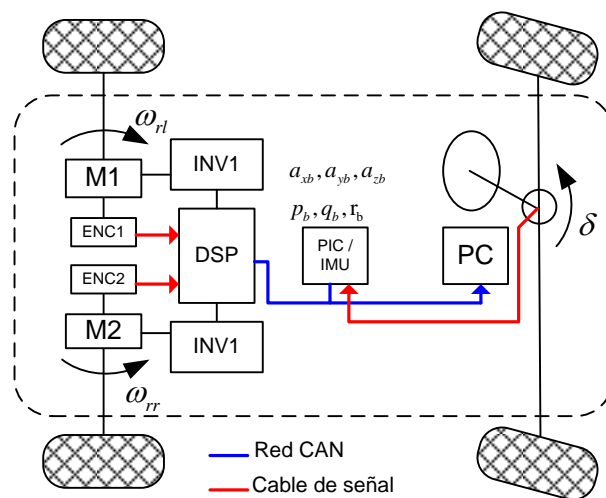 ω_rl
INV1
M1
a_xb, a_yb, a_zb
ENC1
p_b, q_b, r_b
DSP
PIC /
IMU
PC
δ
ENC2
M2
INV1
ω_rr
Red CAN
Cable de señal